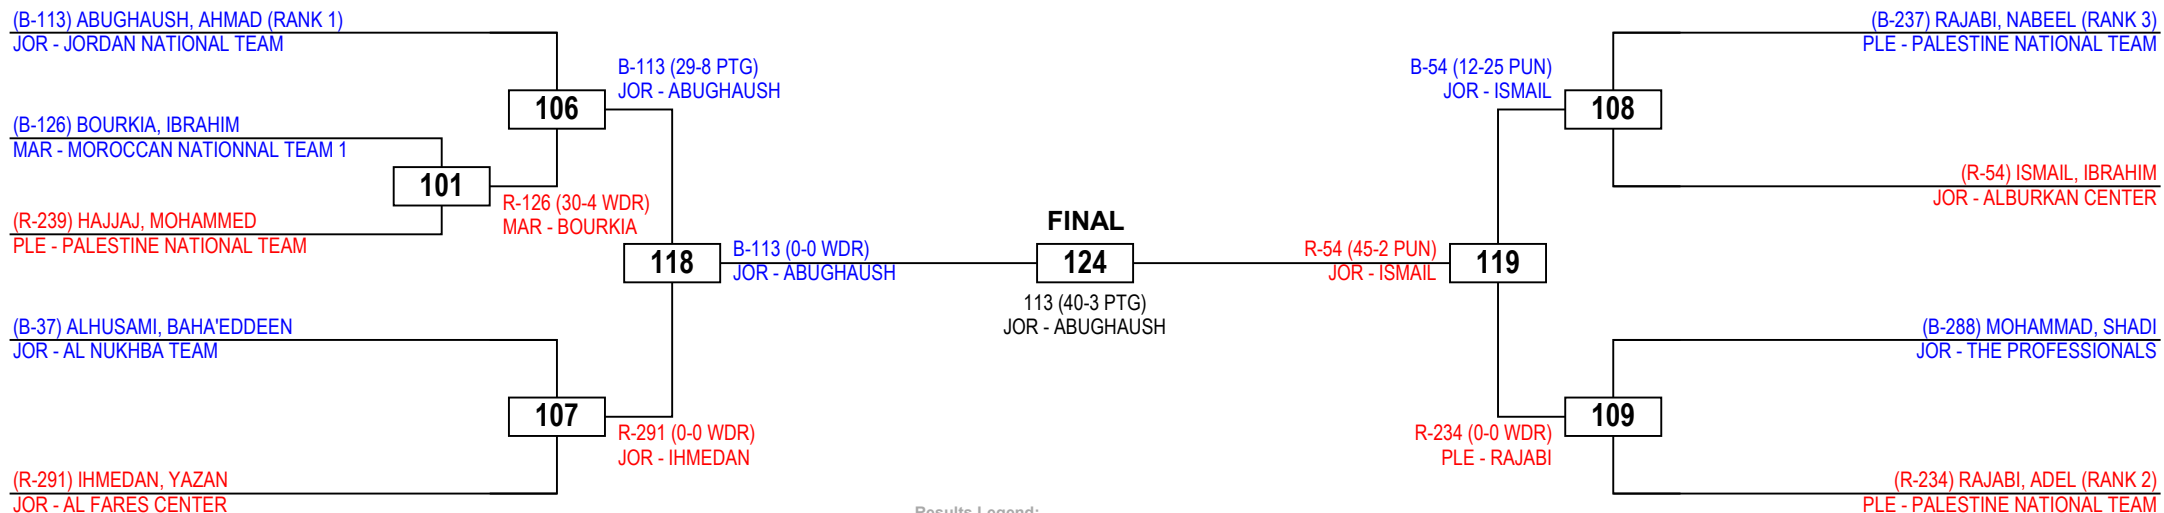 (B-113) ABUGHAUSH, AHMAD (RANK 1)
JOR - JORDAN NATIONAL TEAM
(B-126) BOURKIA, IBRAHIM
MAR - MOROCCAN NATIONNAL TEAM 1
(R-239) HAJJAJ, MOHAMMED
PLE - PALESTINE NATIONAL TEAM
(B-37) ALHUSAMI, BAHA'EDDEEN
JOR - AL NUKHBA TEAM
(R-291) IHMEDAN, YAZAN
JOR - AL FARES CENTER
101
R-126 (30-4 WDR)
MAR - BOURKIA
106
B-113 (29-8 PTG)
JOR - ABUGHAUSH
107
R-291 (0-0 WDR)
JOR - IHMEDAN
118
B-113 (0-0 WDR)
JOR - ABUGHAUSH
FINAL
124
113 (40-3 PTG)
JOR - ABUGHAUSH
R-54 (45-2 PUN)
JOR - ISMAIL
119
B-54 (12-25 PUN)
JOR - ISMAIL
108
R-234 (0-0 WDR)
PLE - RAJABI
109
(B-237) RAJABI, NABEEL (RANK 3)
PLE - PALESTINE NATIONAL TEAM
(R-54) ISMAIL, IBRAHIM
JOR - ALBURKAN CENTER
(B-288) MOHAMMAD, SHADI
JOR - THE PROFESSIONALS
(R-234) RAJABI, ADEL (RANK 2)
PLE - PALESTINE NATIONAL TEAM
Results Legend: